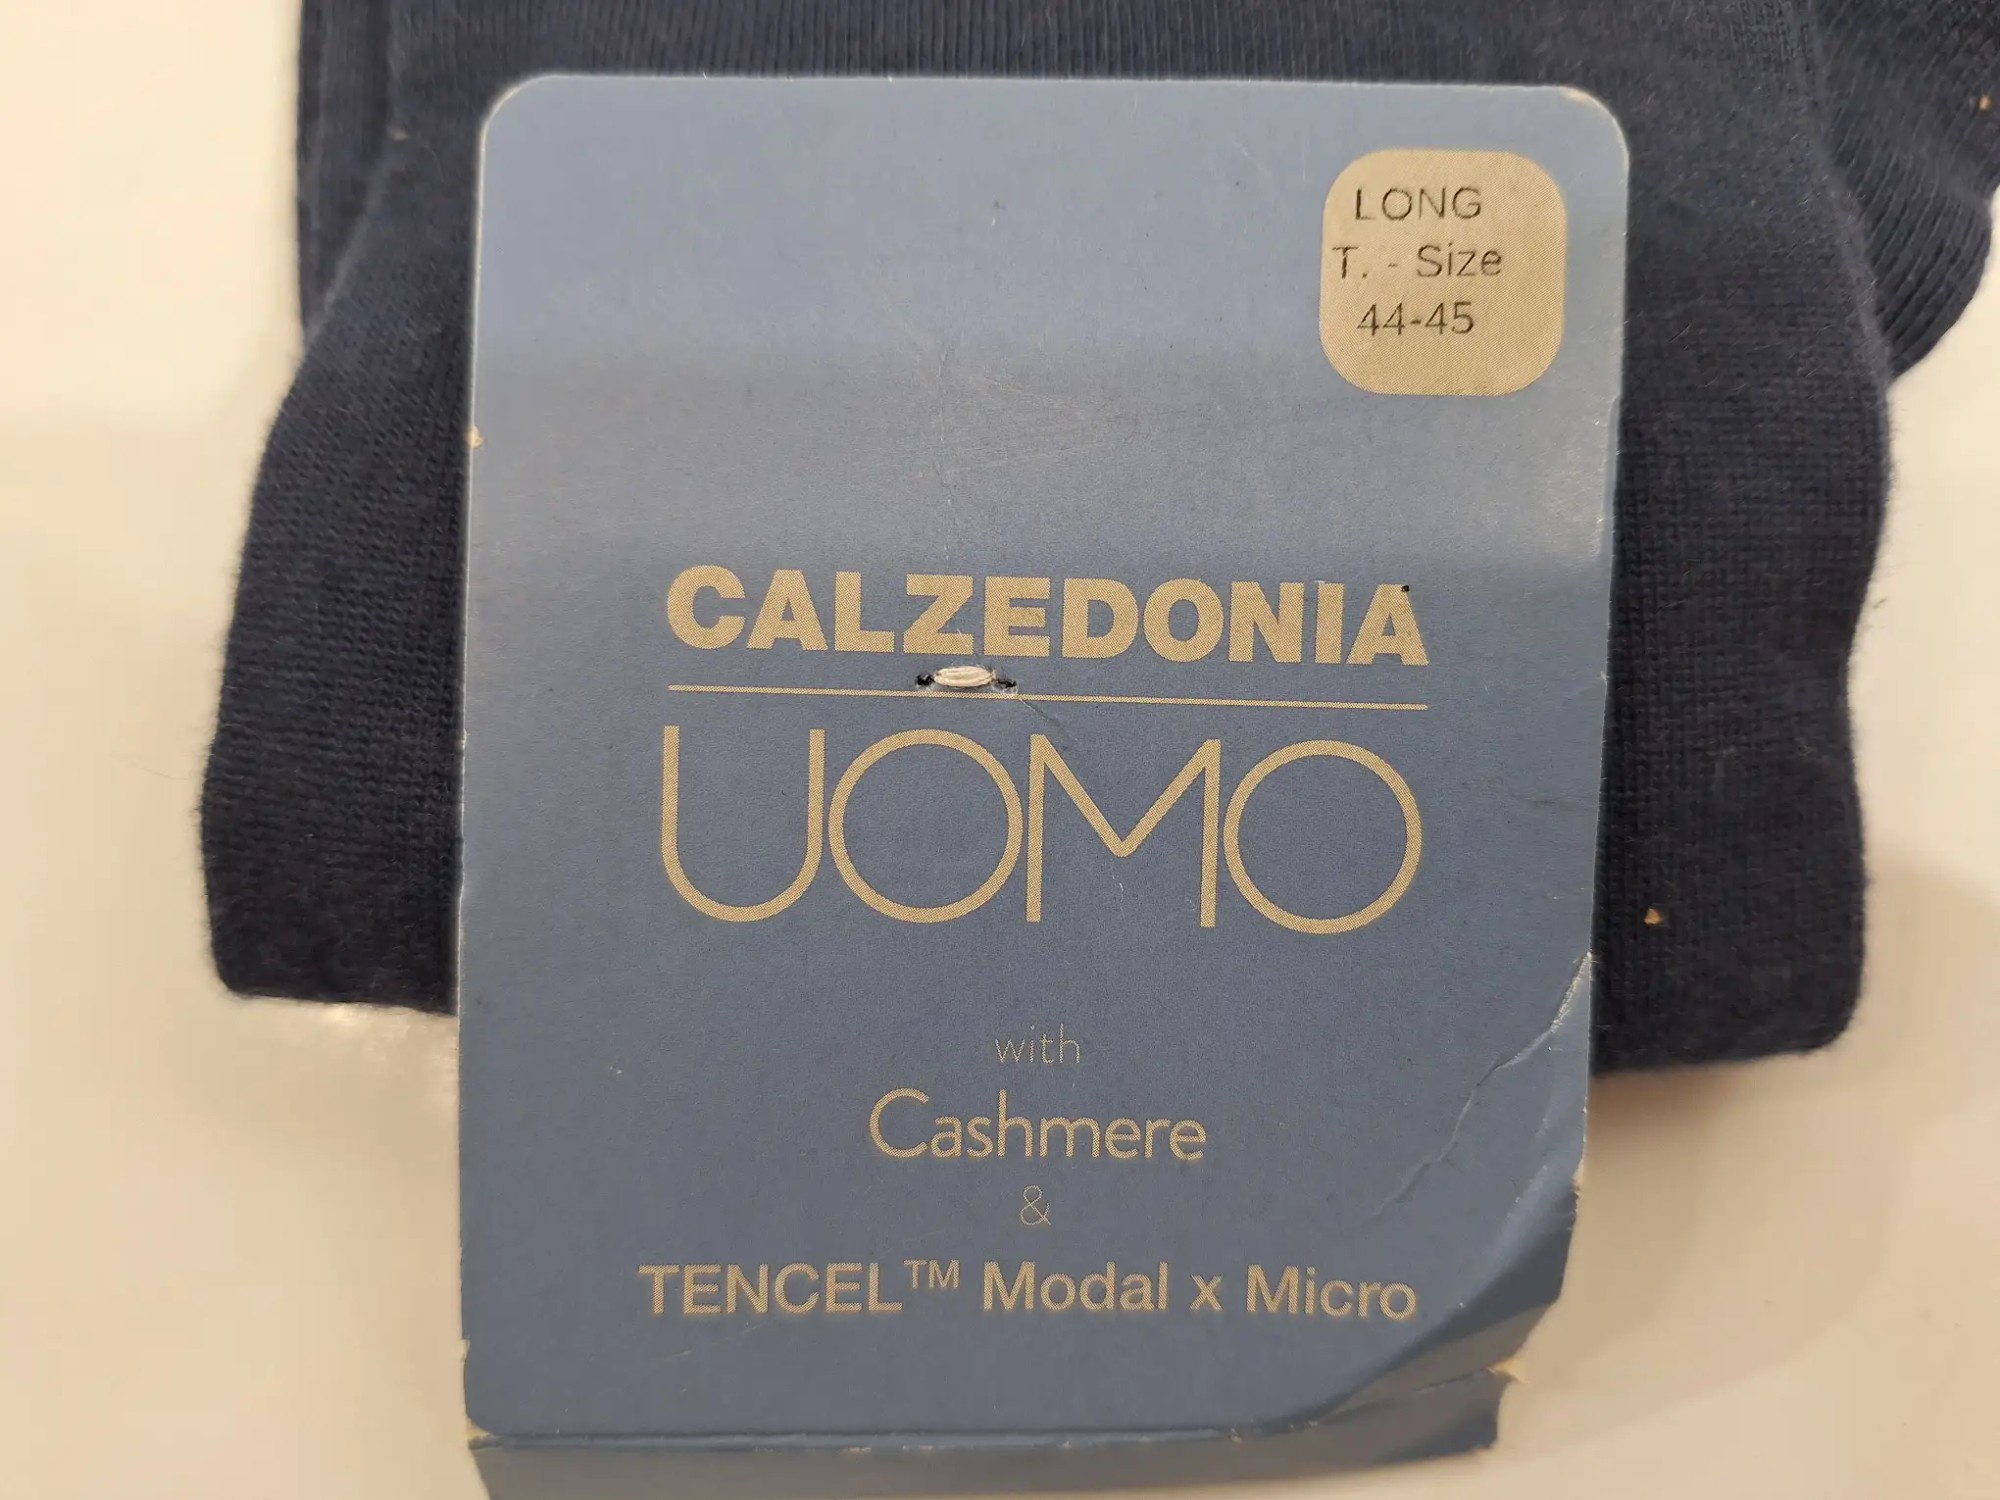 LONG
T. - Size
44-45
CALZEDONIA
UOMO
with
Cashmere
&
TENCEL™ Modal x Micro